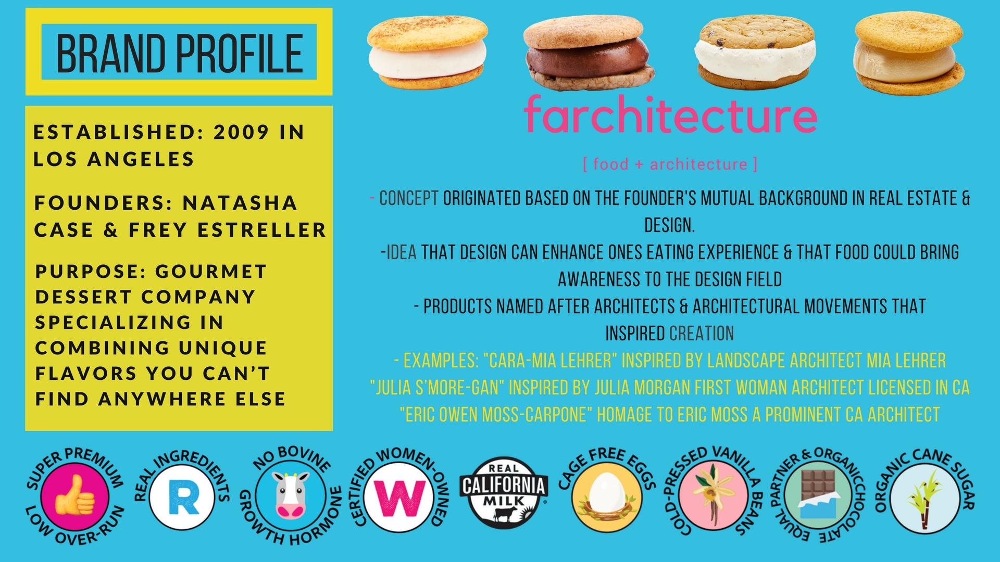 BRAND PROFILE
ESTABLISHED: 2009 IN
LOS ANGELES
FOUNDERS: NATASHA
CASE & FREY ESTRELLER
PURPOSE: GOURMET
DESSERT COMPANY
SPECIALIZING IN
COMBINING UNIQUE
FLAVORS YOU CAN’T
FIND ANYWHERE ELSE
farchitecture
[ food + architecture ]
- CONCEPT ORIGINATED BASED ON THE FOUNDER'S MUTUAL BACKGROUND IN REAL ESTATE &
DESIGN.
-IDEA THAT DESIGN CAN ENHANCE ONES EATING EXPERIENCE & THAT FOOD COULD BRING
AWARENESS TO THE DESIGN FIELD
- PRODUCTS NAMED AFTER ARCHITECTS & ARCHITECTURAL MOVEMENTS THAT
INSPIRED CREATION
- EXAMPLES: "CARA-MIA LEHRER" INSPIRED BY LANDSCAPE ARCHITECT MIA LEHRER
"JULIA S’MORE-GAN" INSPIRED BY JULIA MORGAN FIRST WOMAN ARCHITECT LICENSED IN CA
"ERIC OWEN MOSS-CARPONE" HOMAGE TO ERIC MOSS A PROMINENT CA ARCHITECT
SUPER PREMIUM
LOW OVER-RUN
REAL INGREDIENTS
R
NO BOVINE
GROWTH HORMONE
CERTIFIED WOMEN-OWNED
W
REAL
CALIFORNIA
MILK
®
CAGE FREE EGGS
COLD-PRESSED VANILLA BEANS
EQUAL PARTNER & ORGANICCHOCOLATE
ORGANIC CANE SUGAR